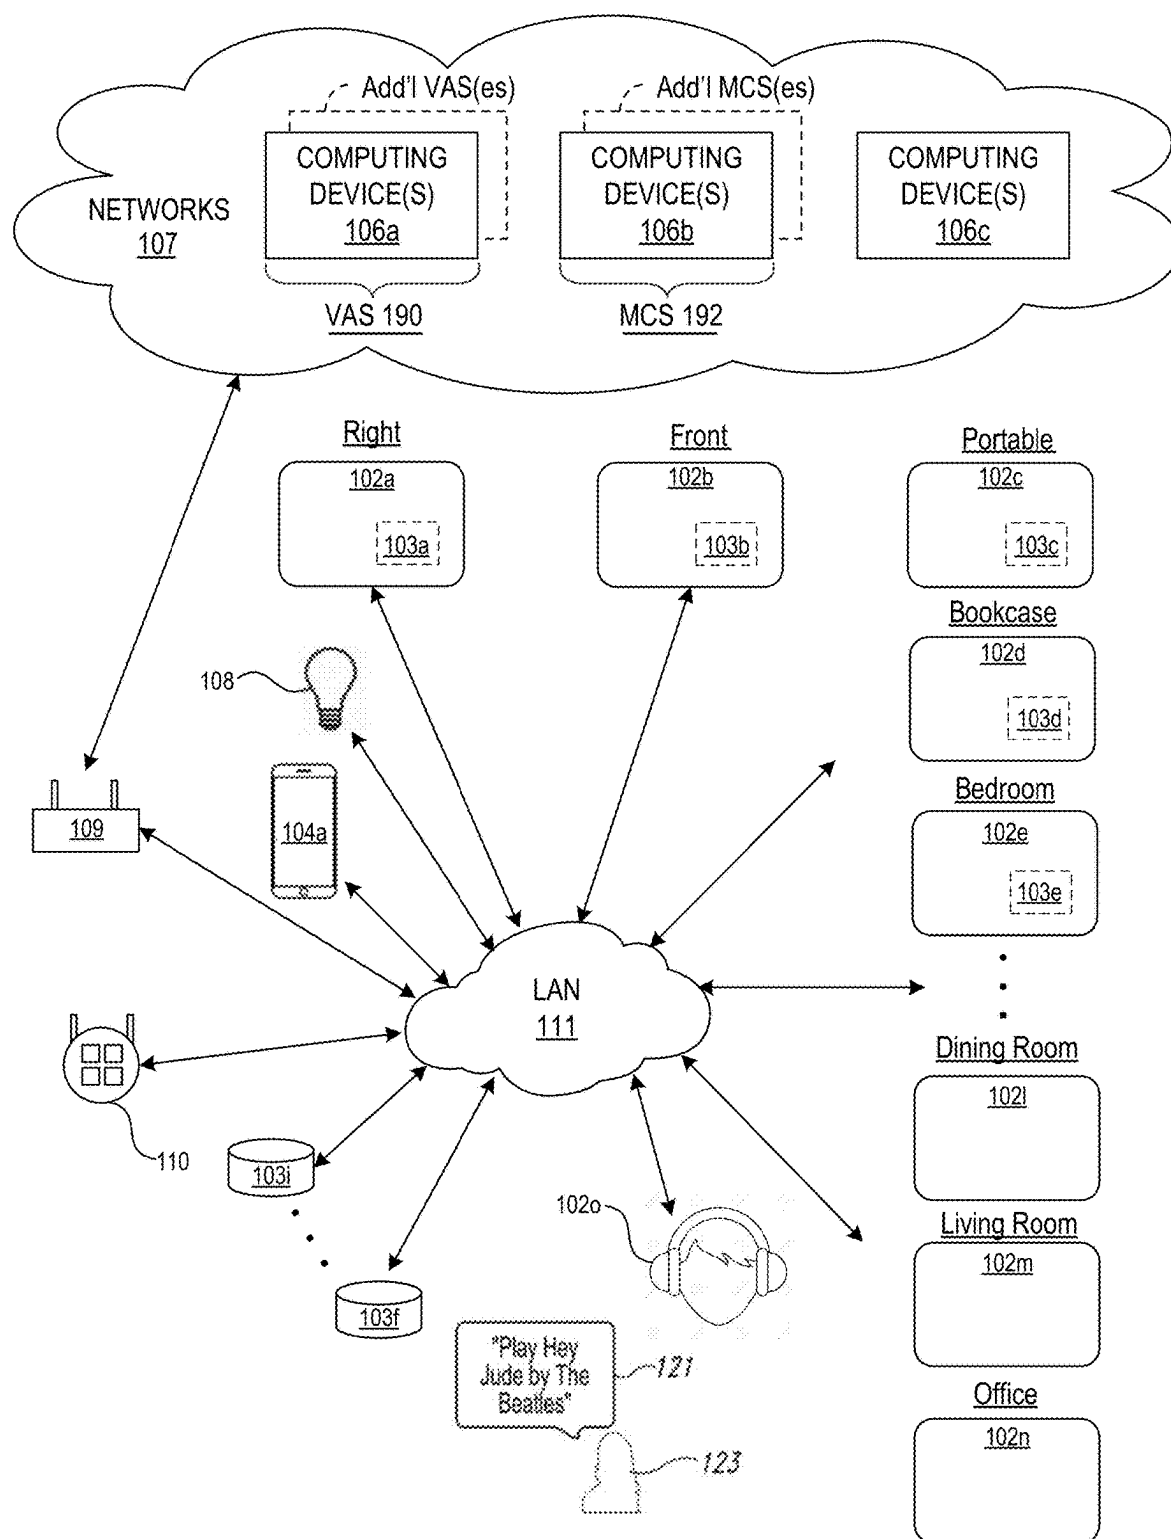 Add'l VAS(es)
Add'l MCS(es)
COMPUTING
DEVICE(S)
106a
COMPUTING
DEVICE(S)
106b
COMPUTING
DEVICE(S)
106c
NETWORKS
107
VAS 190
MCS 192
Right
102a
103a
Front
102b
103b
Portable
102c
103c
Bookcase
102d
103d
108
Bedroom
102e
103e
104a
109
LAN
111
Dining Room
102l
110
103i
102o
Living Room
102m
103f
"Play Hey
Jude by The
Beatles"
121
Office
102n
123